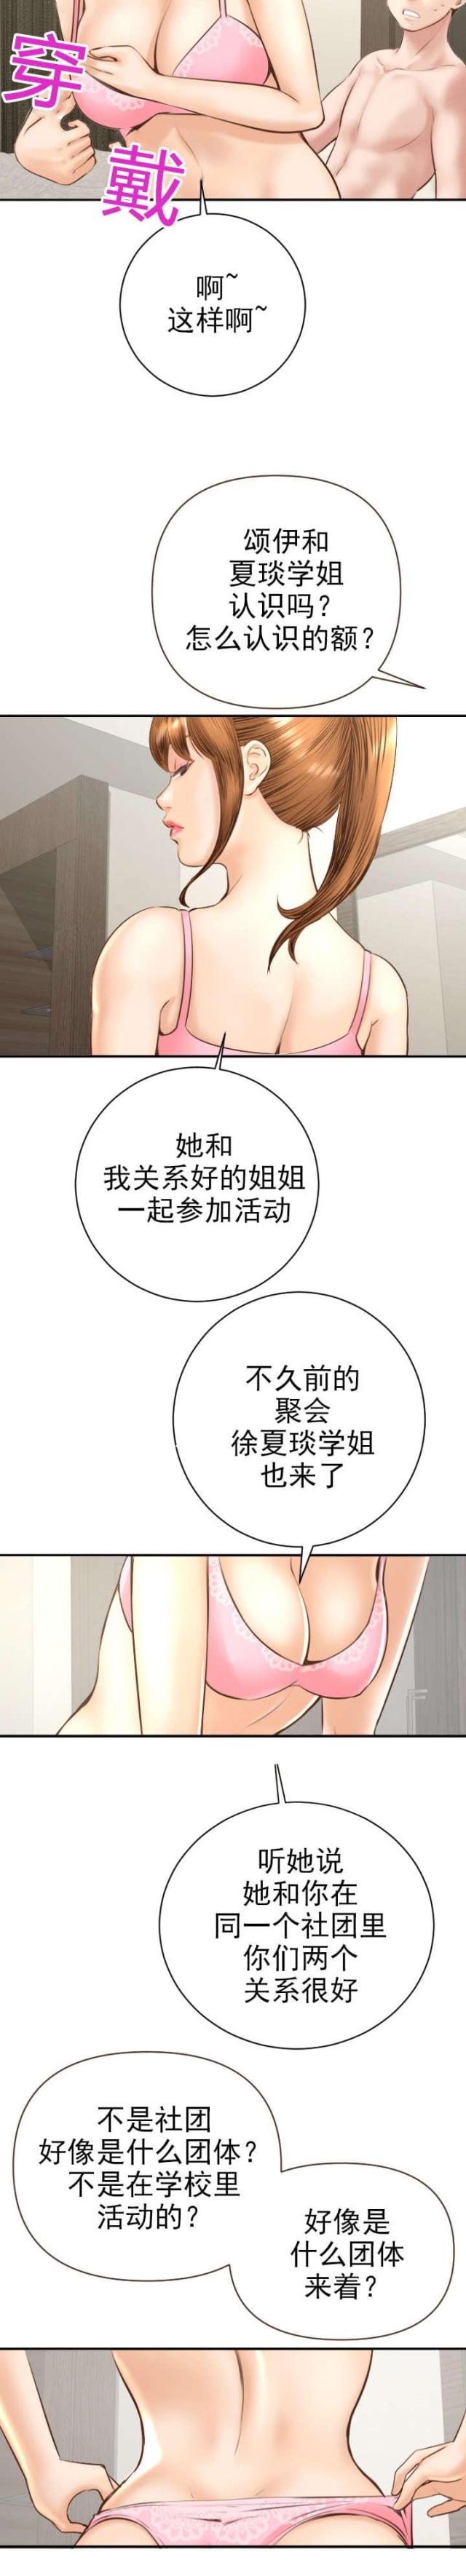 穿
戴
啊~
这样啊~
颂伊和
夏琰学姐
认识吗?
怎么认识的额?
她和
我关系好的姐姐
一起参加活动
不久前的
聚会
徐夏琰学姐
也来了
听她说
她和你在
同一个社团里
你们两个
关系很好
不是社团
好像是什么团体?
不是在学校里
活动的?
好像是
什么团体
来着?